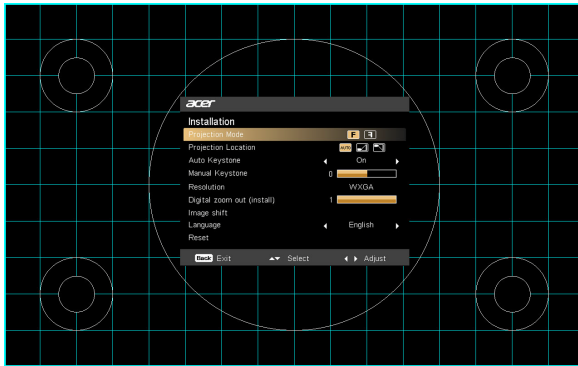 acer
Installation
Projection Mode F F
Projection Location AUTO
Auto Keystone On
Manual Keystone 0
Resolution WXGA
Digital zoom out (install) 1
Image shift
Language English
Reset
Back Exit Select Adjust